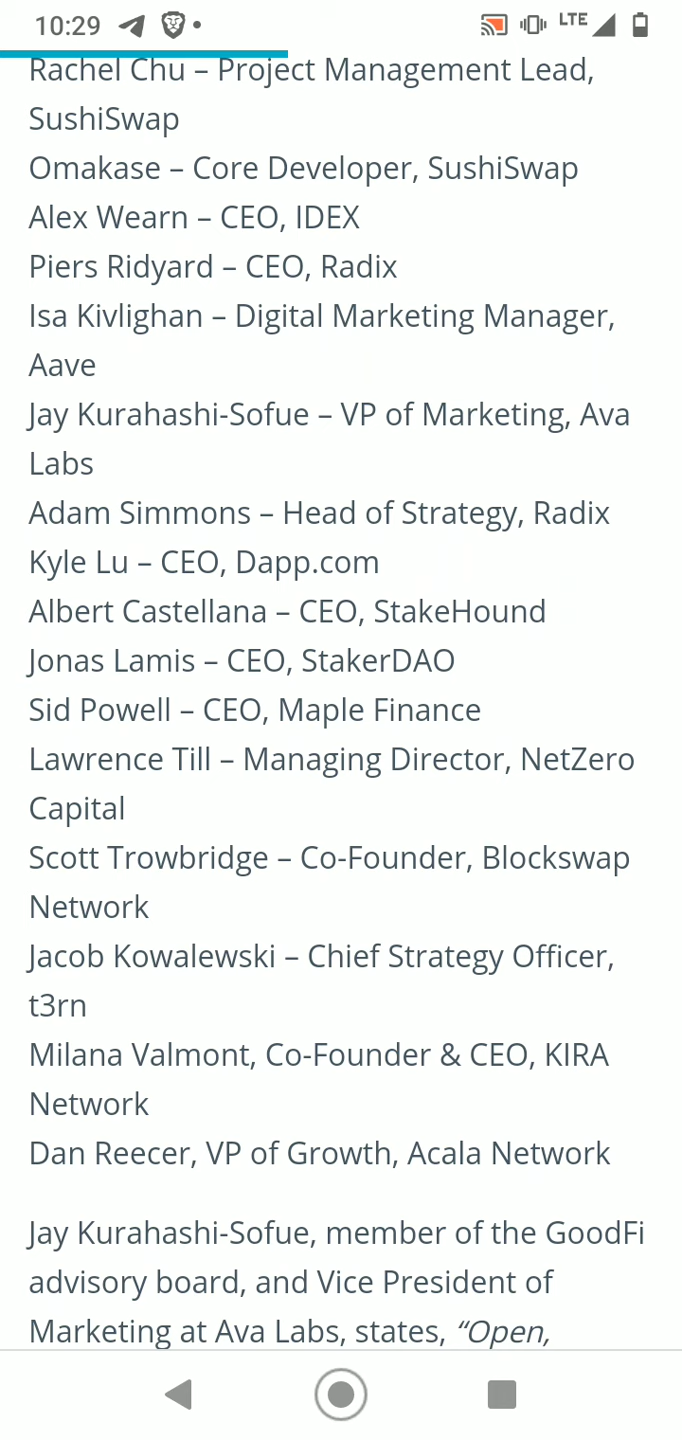 10:29
LTE
Rachel Chu – Project Management Lead,
SushiSwap
Omakase – Core Developer, SushiSwap
Alex Wearn – CEO, IDEX
Piers Ridyard – CEO, Radix
Isa Kivlighan – Digital Marketing Manager,
Aave
Jay Kurahashi-Sofue – VP of Marketing, Ava
Labs
Adam Simmons – Head of Strategy, Radix
Kyle Lu – CEO, Dapp.com
Albert Castellana – CEO, StakeHound
Jonas Lamis – CEO, StakerDAO
Sid Powell – CEO, Maple Finance
Lawrence Till – Managing Director, NetZero
Capital
Scott Trowbridge – Co-Founder, Blockswap
Network
Jacob Kowalewski – Chief Strategy Officer,
t3rn
Milana Valmont, Co-Founder & CEO, KIRA
Network
Dan Reecer, VP of Growth, Acala Network
Jay Kurahashi-Sofue, member of the GoodFi
advisory board, and Vice President of
Marketing at Ava Labs, states, “Open,